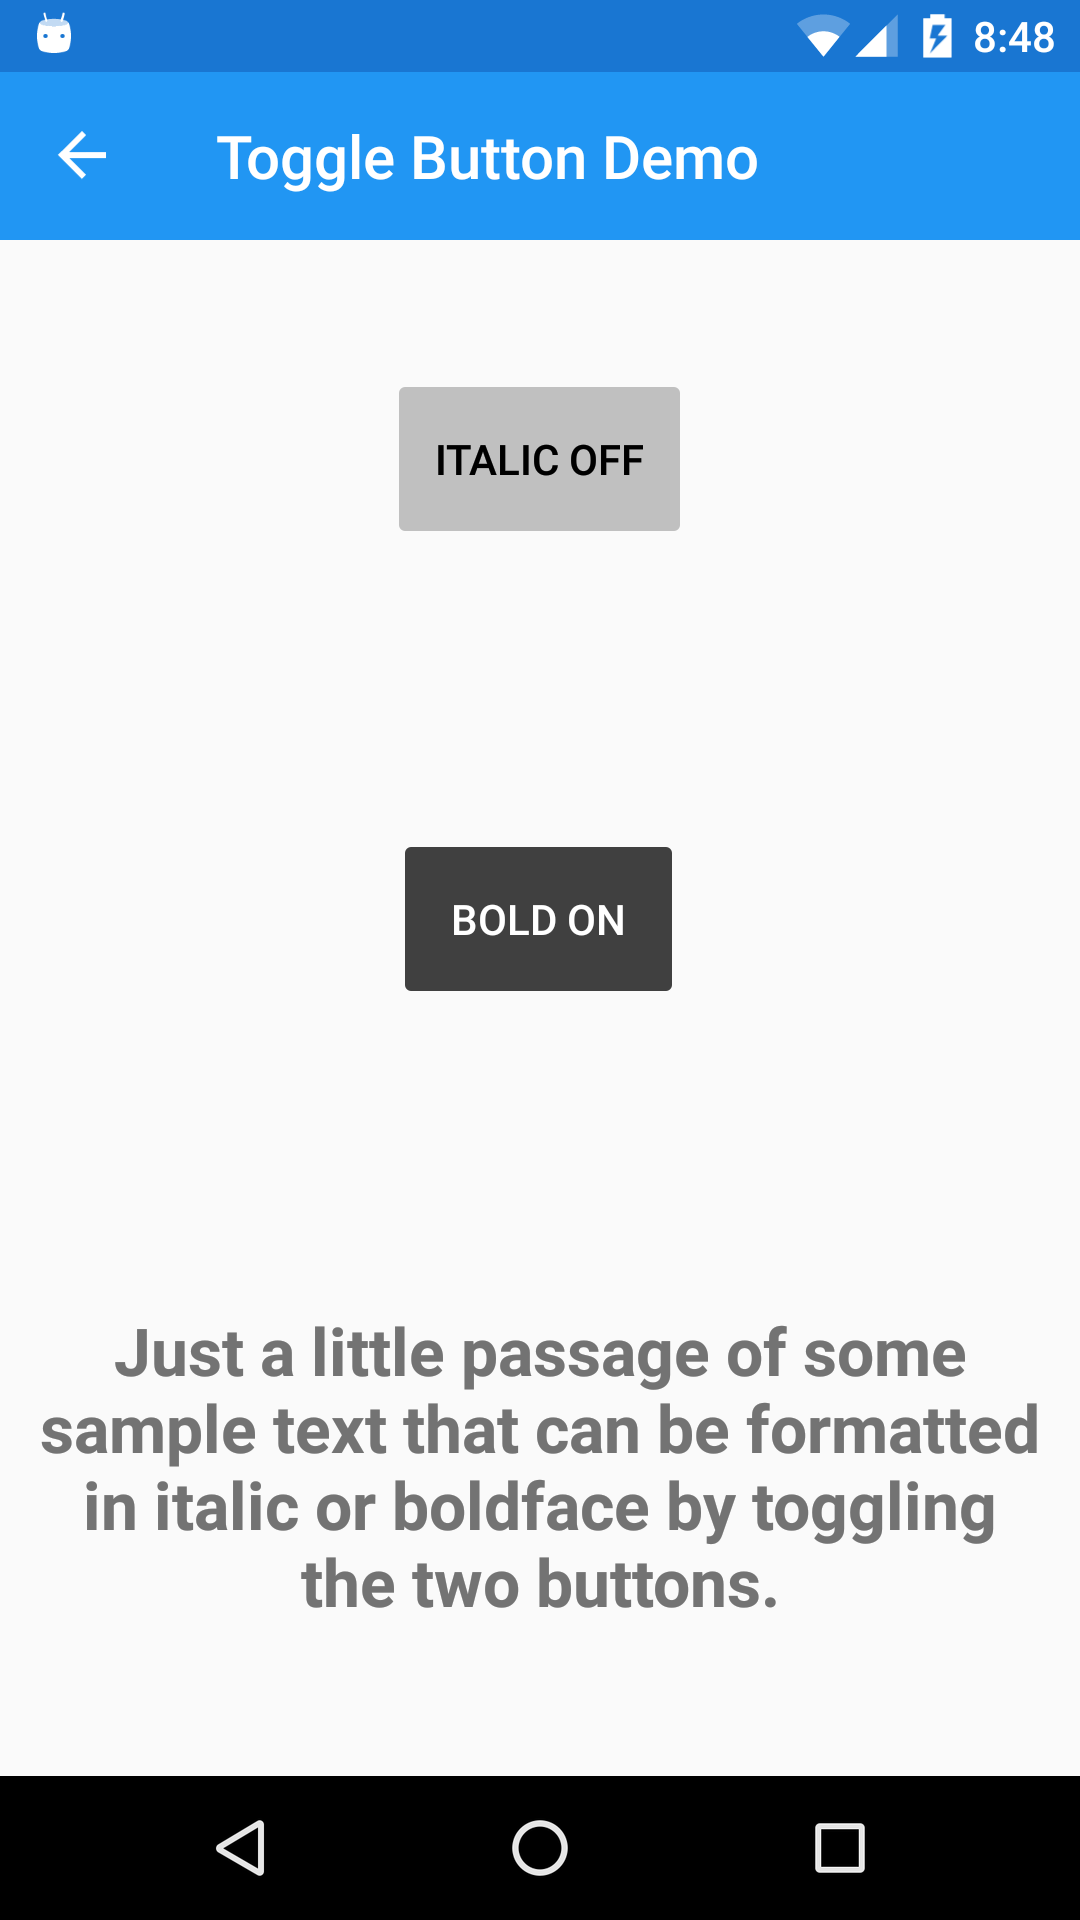 8:48
Toggle Button Demo
ITALIC OFF
BOLD ON
Just a little passage of some
sample text that can be formatted
in italic or boldface by toggling
the two buttons.